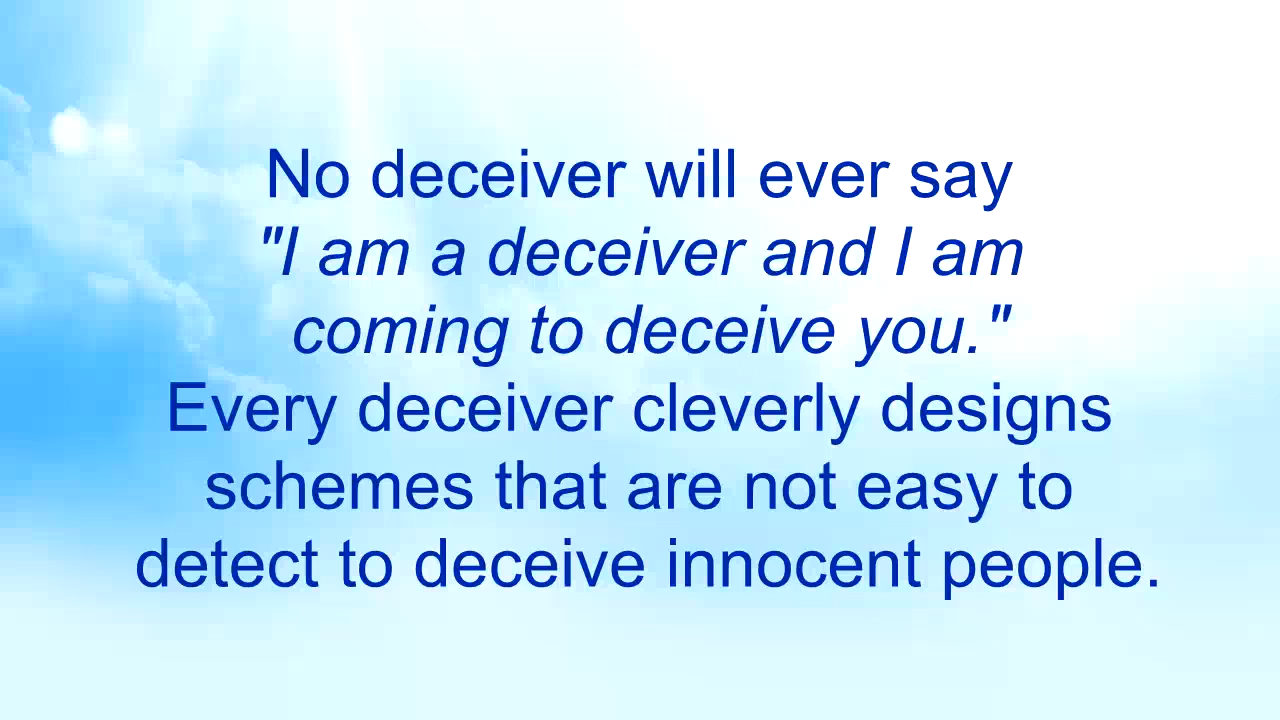 No deceiver will ever say
"I am a deceiver and I am
coming to deceive you."
Every deceiver cleverly designs
schemes that are not easy to
detect to deceive innocent people.